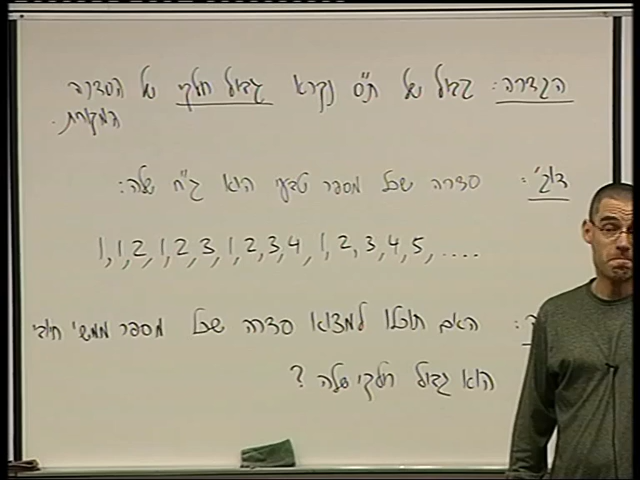 הגדרה: גבול של ת"ס נקרא גבול חלקי של הסדרה
המקורית.
דוג': סדרה שכל מספר טבעי הוא ג"ח שלה:
1, 1, 2, 1, 2, 3, 1, 2, 3, 4, 1, 2, 3, 4, 5, ....
: האם תוכלו למצוא סדרה שכל מספר ממשי חיובי
הוא גבול חלקי שלה ?